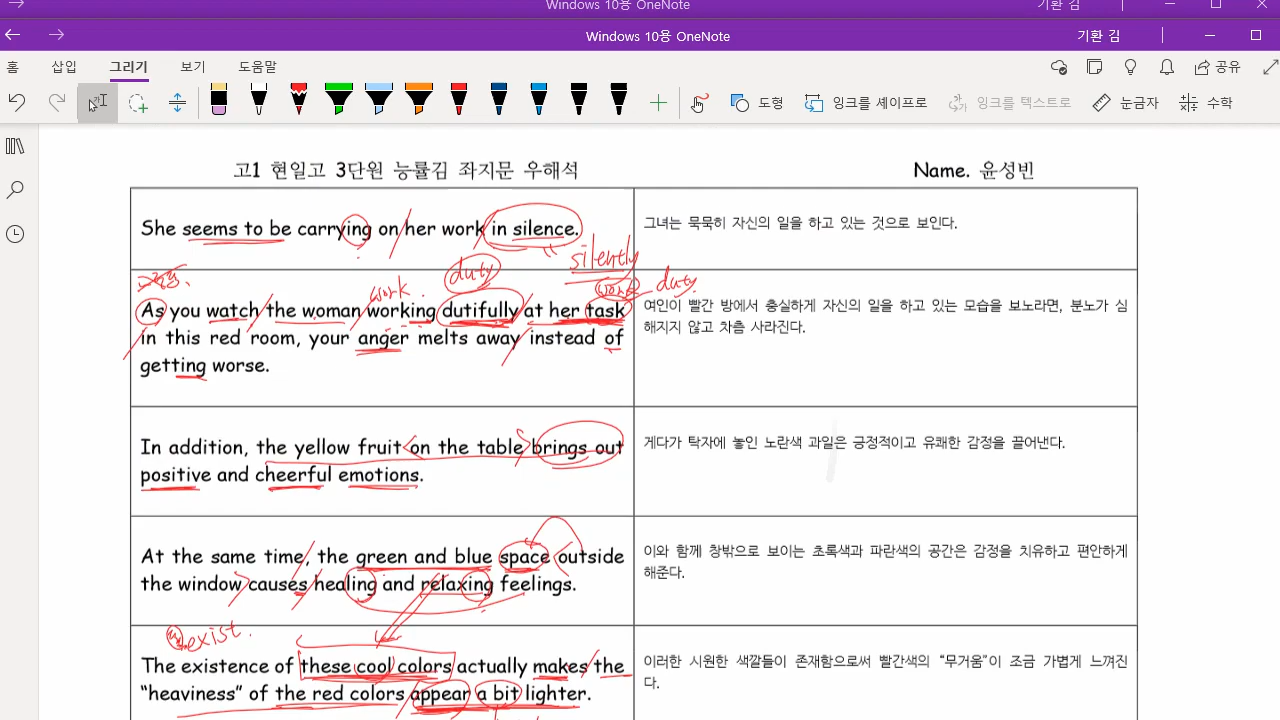 Windows 10용 OneNote
기환 김
Windows 10용 OneNote
기환 김
홈 삽입 그리기 보기 도움말
공유
도형 잉크를 셰이프로 잉크를 텍스트로 눈금자 수학
고1 현일고 3단원 능률김 좌지문 우해석
Name. 윤성빈
She seems to be carrying on her work in silence.
그녀는 묵묵히 자신의 일을 하고 있는 것으로 보인다.
silently
duty
work
work duty
As you watch the woman working dutifully at her task
in this red room, your anger melts away instead of
getting worse.
여인이 빨간 방에서 충실하게 자신의 일을 하고 있는 모습을 보노라면, 분노가 심
해지지 않고 차츰 사라진다.
In addition, the yellow fruit on the table brings out
positive and cheerful emotions.
게다가 탁자에 놓인 노란색 과일은 긍정적이고 유쾌한 감정을 끌어낸다.
At the same time, the green and blue space outside
the window causes healing and relaxing feelings.
이와 함께 창밖으로 보이는 초록색과 파란색의 공간은 감정을 치유하고 편안하게
해준다.
exist.
The existence of these cool colors actually makes the
“heaviness” of the red colors appear a bit lighter.
이러한 시원한 색깔들이 존재함으로써 빨간색의 “무거움”이 조금 가볍게 느껴진
다.